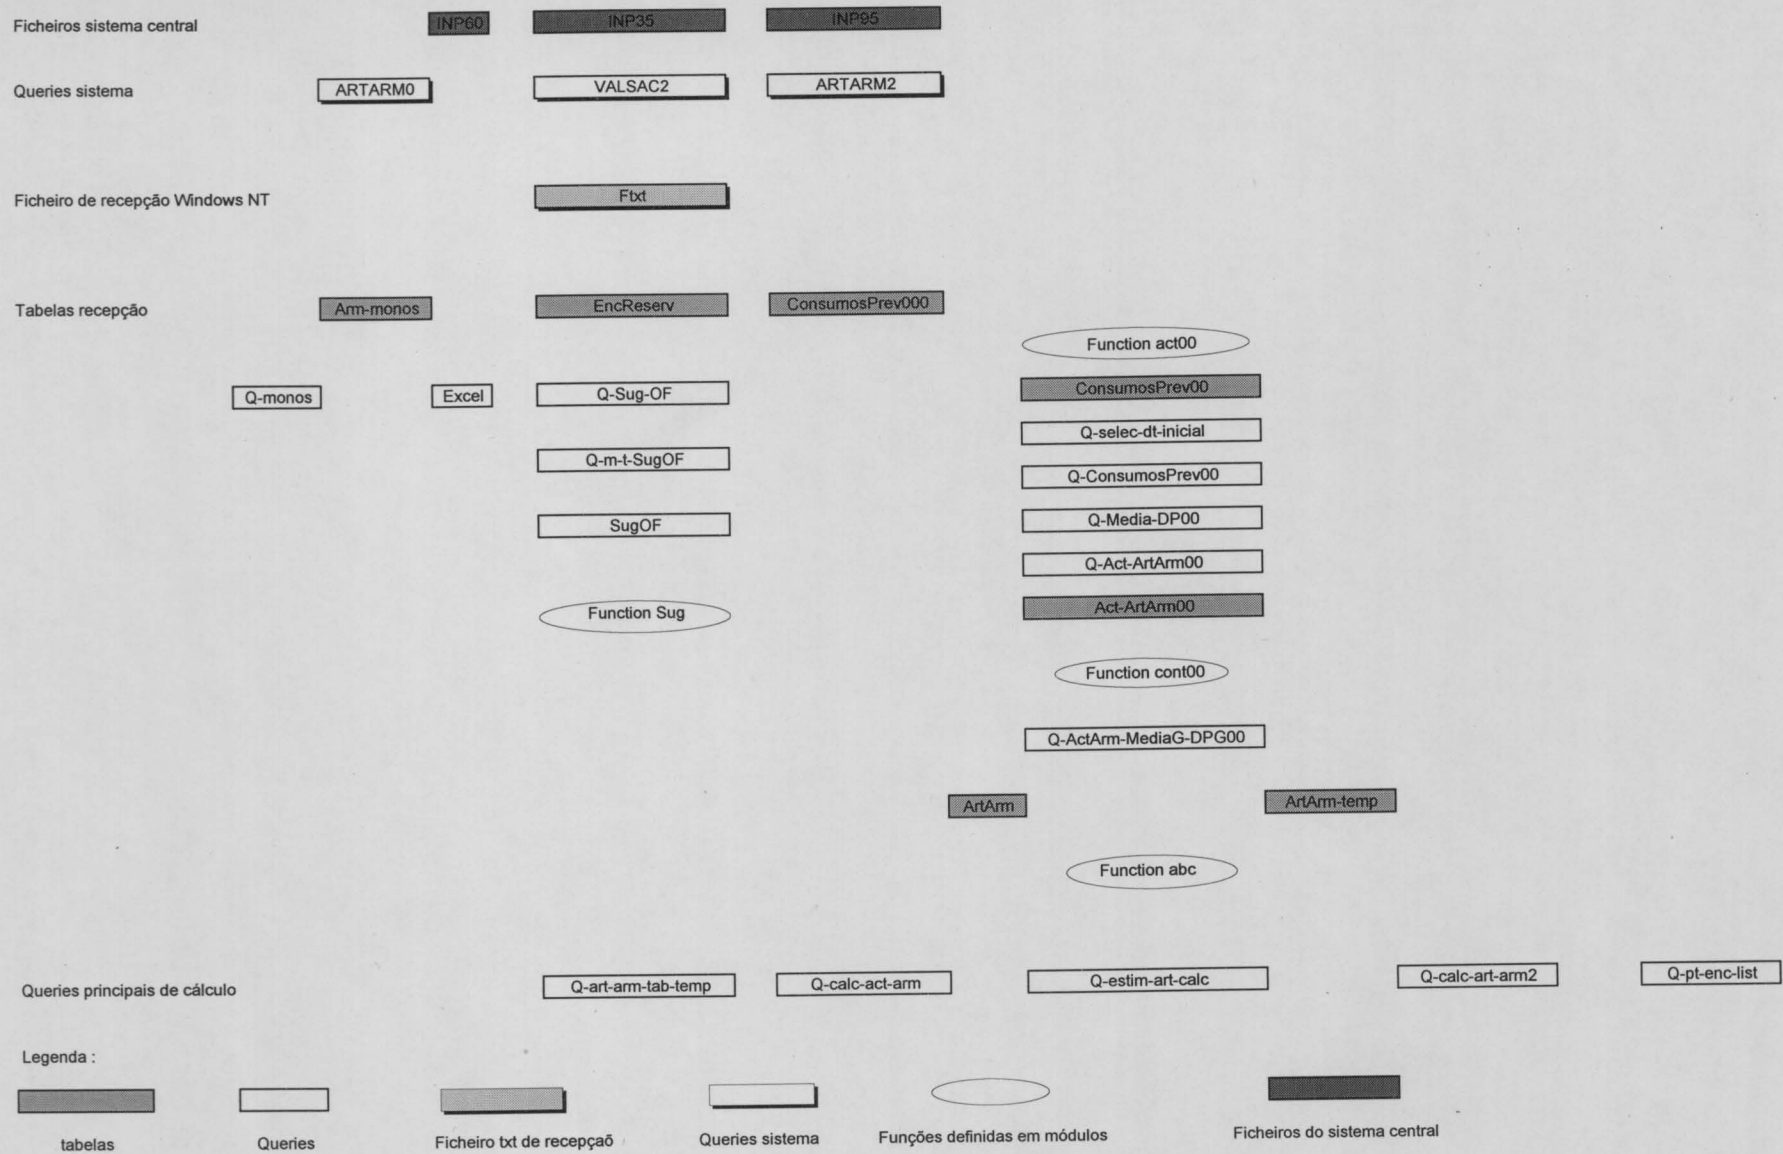 Ficheiros sistema central
INP60
INP35
INP95
Queries sistema
ARTARM0
VALSAC2
ARTARM2
Ficheiro de recepção Windows NT
Ftxt
Tabelas recepção
Arm-monos
EncReserv
ConsumosPrev000
Function act00
Q-monos
Excel
Q-Sug-OF
ConsumosPrev00
Q-selec-dt-inicial
Q-m-t-SugOF
Q-ConsumosPrev00
SugOF
Q-Media-DP00
Q-Act-ArtArm00
Function Sug
Act-ArtArm00
Function cont00
Q-ActArm-MediaG-DPG00
ArtArm
ArtArm-temp
Function abc
Queries principais de cálculo
Q-art-arm-tab-temp
Q-calc-act-arm
Q-estim-art-calc
Q-calc-art-arm2
Q-pt-enc-list
Legenda :
tabelas
Queries
Ficheiro txt de recepçaõ
Queries sistema
Funções definidas em módulos
Ficheiros do sistema central